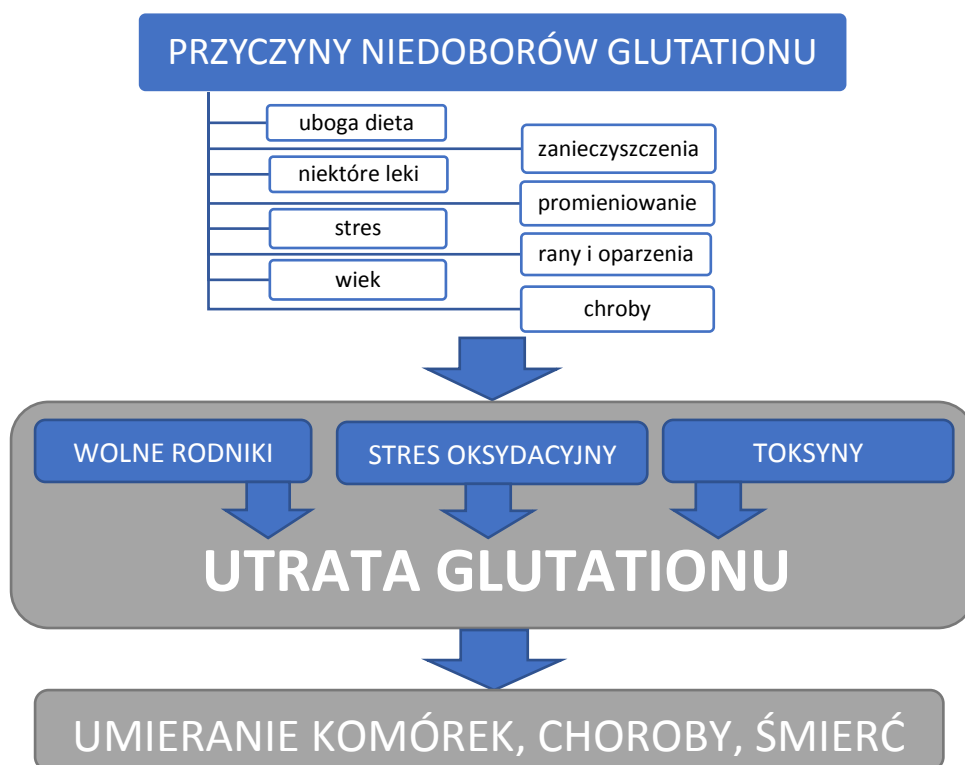 PRZYCZYNY NIEDOBORÓW GLUTATIONU
uboga dieta
zanieczyszczenia
niektóre leki
promieniowanie
stres
rany i oparzenia
wiek
chroby
WOLNE RODNIKI
STRES OKSYDACYJNY
TOKSYNY
UTRATA GLUTATIONU
UMIERANIE KOMÓREK, CHOROBY, ŚMIERĆ